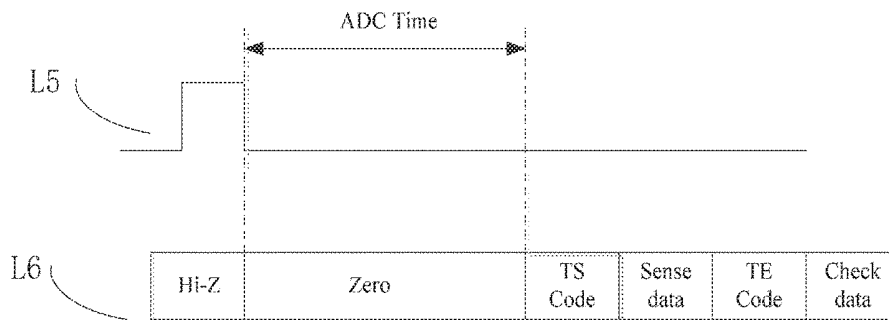 ADC Time
L5
L6
Hi-Z
Zero
TS
Code
Sense
data
TE
Code
Check
data